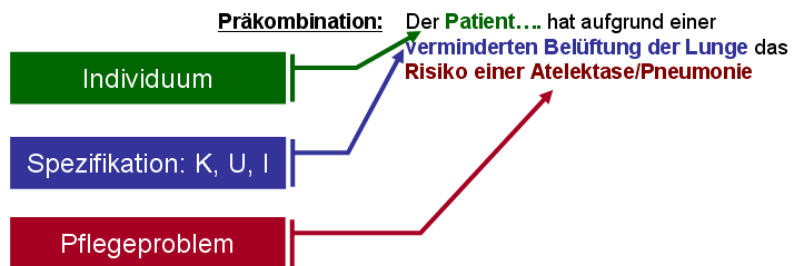 Präkombination: Der Patient…. hat aufgrund einer
verminderten Belüftung der Lunge das
Risiko einer Atelektase/Pneumonie
Individuum
Spezifikation: K, U, I
Pflegeproblem